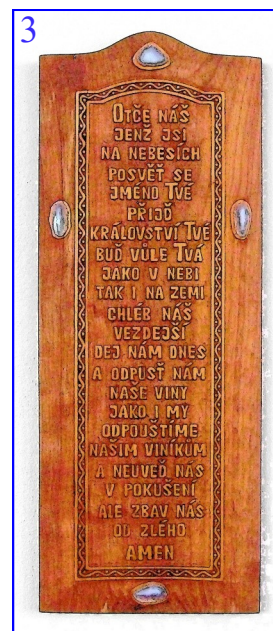 3
OTČE NÁŠ
JENŽ JSI
NA NEBESÍCH
POSVĚŤ SE
JMÉNO TVÉ
PŘIJĎ
KRÁLOVSTVÍ TVÉ
BUĎ VŮLE TVÁ
JAKO V NEBI
TAK I NA ZEMI
CHLÉB NÁŠ
VEZDEJŠÍ
DEJ NÁM DNES
A ODPUSŤ NÁM
NAŠE VINY
JAKO I MY
ODPOUŠTÍME
NAŠIM VINÍKŮM
A NEUVEĎ NÁS
V POKUŠENÍ
ALE ZBAV NÁS
OD ZLÉHO
AMEN